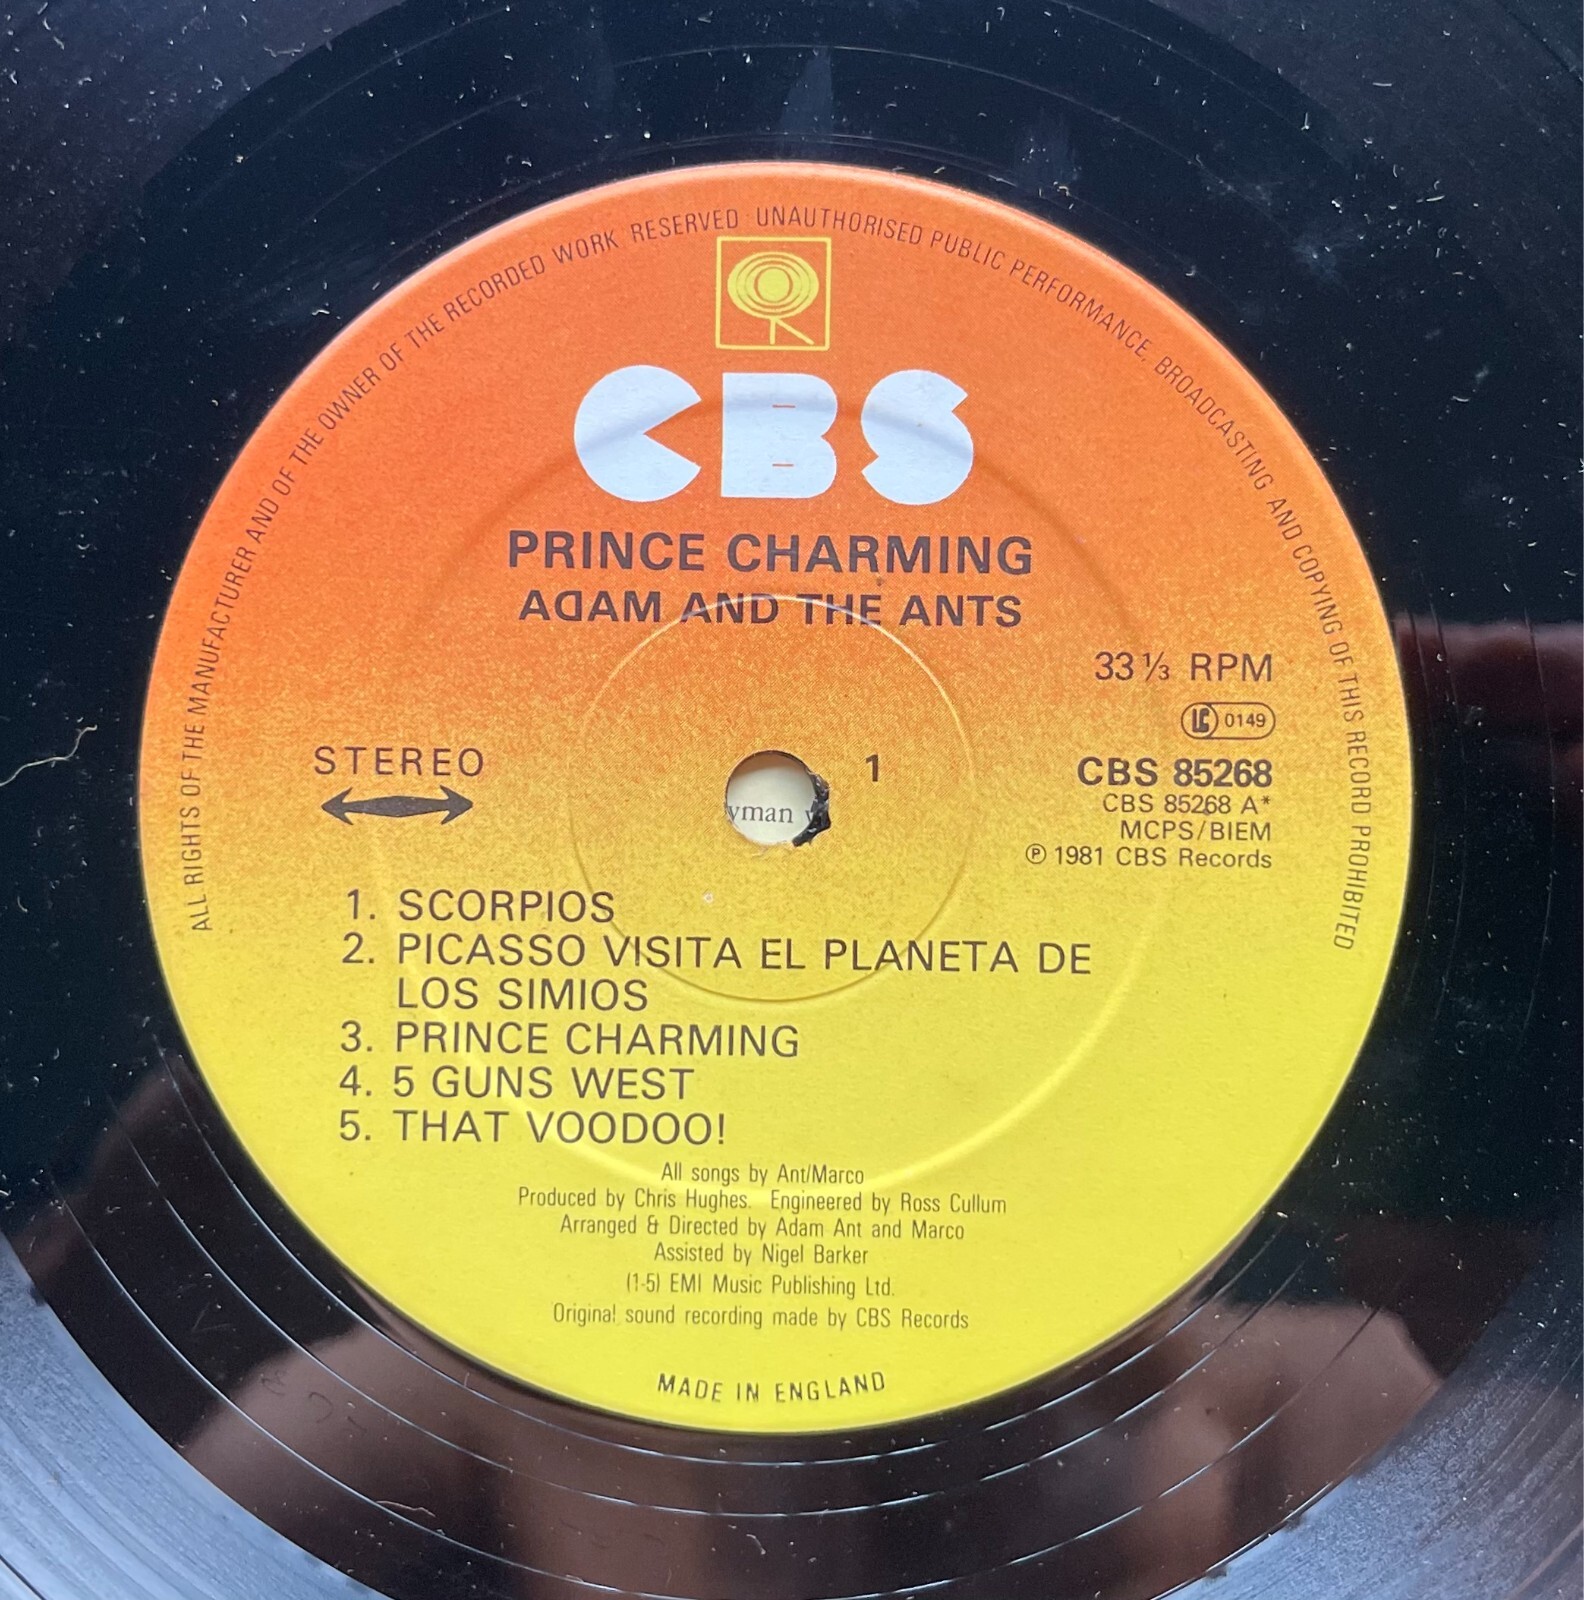 ALL RIGHTS OF THE MANUFACTURER AND OF THE OWNER OF THE RECORDED WORK RESERVED UNAUTHORISED PUBLIC PERFORMANCE, BROADCASTING AND COPYING OF THIS RECORD PROHIBITED
CBS
PRINCE CHARMING
ADAM AND THE ANTS
33 ⅓ RPM
LC 0149
STEREO
1
CBS 85268
CBS 85268 A*
MCPS/BIEM
℗ 1981 CBS Records
yman
1. SCORPIOS
2. PICASSO VISITA EL PLANETA DE
LOS SIMIOS
3. PRINCE CHARMING
4. 5 GUNS WEST
5. THAT VOODOO!
All songs by Ant/Marco
Produced by Chris Hughes. Engineered by Ross Cullum
Arranged & Directed by Adam Ant and Marco
Assisted by Nigel Barker
(1-5) EMI Music Publishing Ltd.
Original sound recording made by CBS Records
MADE IN ENGLAND